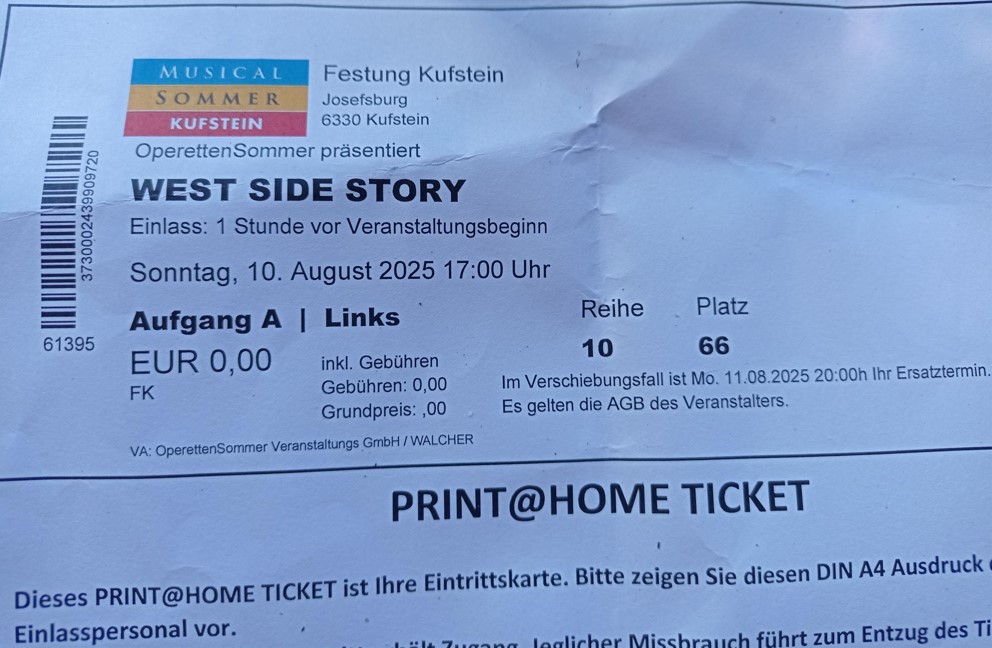 MUSICAL
SOMMER
KUFSTEIN
Festung Kufstein
Josefsburg
6330 Kufstein
OperettenSommer präsentiert
WEST SIDE STORY
Einlass: 1 Stunde vor Veranstaltungsbeginn
Sonntag, 10. August 2025 17:00 Uhr
Aufgang A | Links
Reihe Platz
10 66
EUR 0,00
FK
inkl. Gebühren
Gebühren: 0,00
Grundpreis: ,00
Im Verschiebungsfall ist Mo. 11.08.2025 20:00h Ihr Ersatztermin.
Es gelten die AGB des Veranstalters.
VA: OperettenSommer Veranstaltungs GmbH / WALCHER
3730002439909720
61395
PRINT@HOME TICKET
Dieses PRINT@HOME TICKET ist Ihre Eintrittskarte. Bitte zeigen Sie diesen DIN A4 Ausdruck
Einlasspersonal vor.
Zugang. Jeglicher Missbrauch führt zum Entzug des Ti